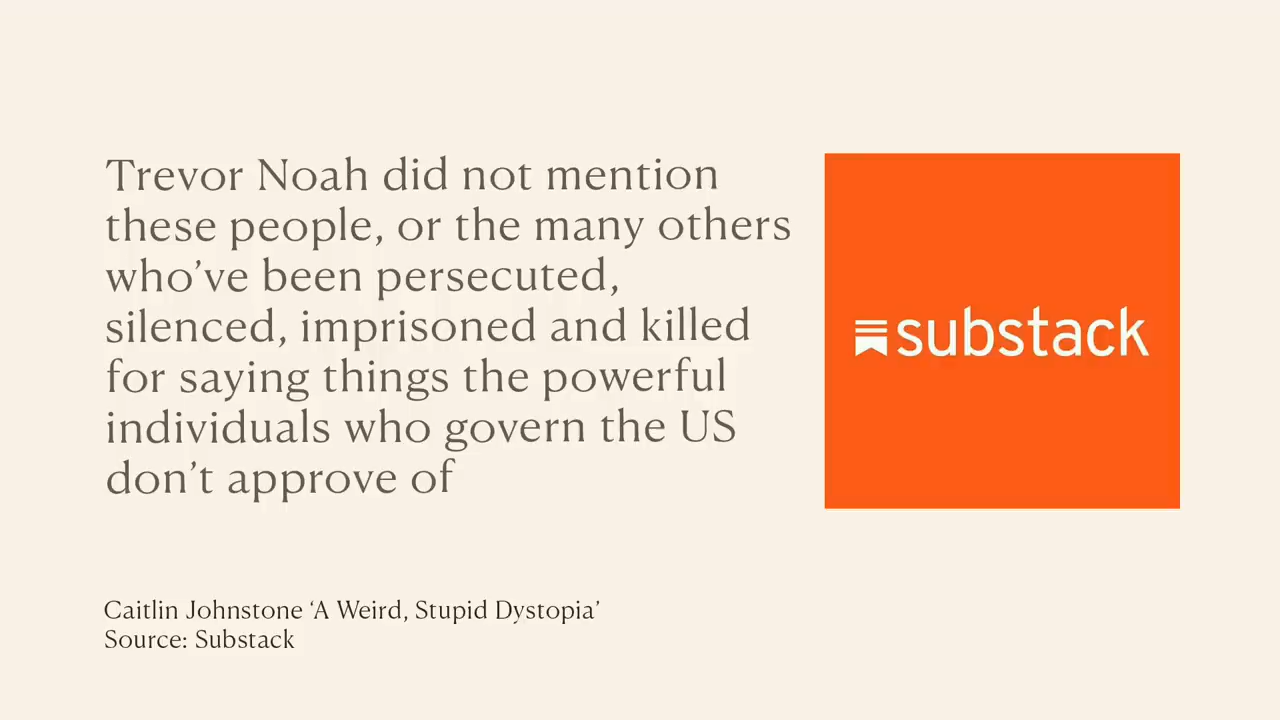 Trevor Noah did not mention
these people, or the many others
who’ve been persecuted,
silenced, imprisoned and killed
for saying things the powerful
individuals who govern the US
don’t approve of
substack
Caitlin Johnstone ‘A Weird, Stupid Dystopia’
Source: Substack